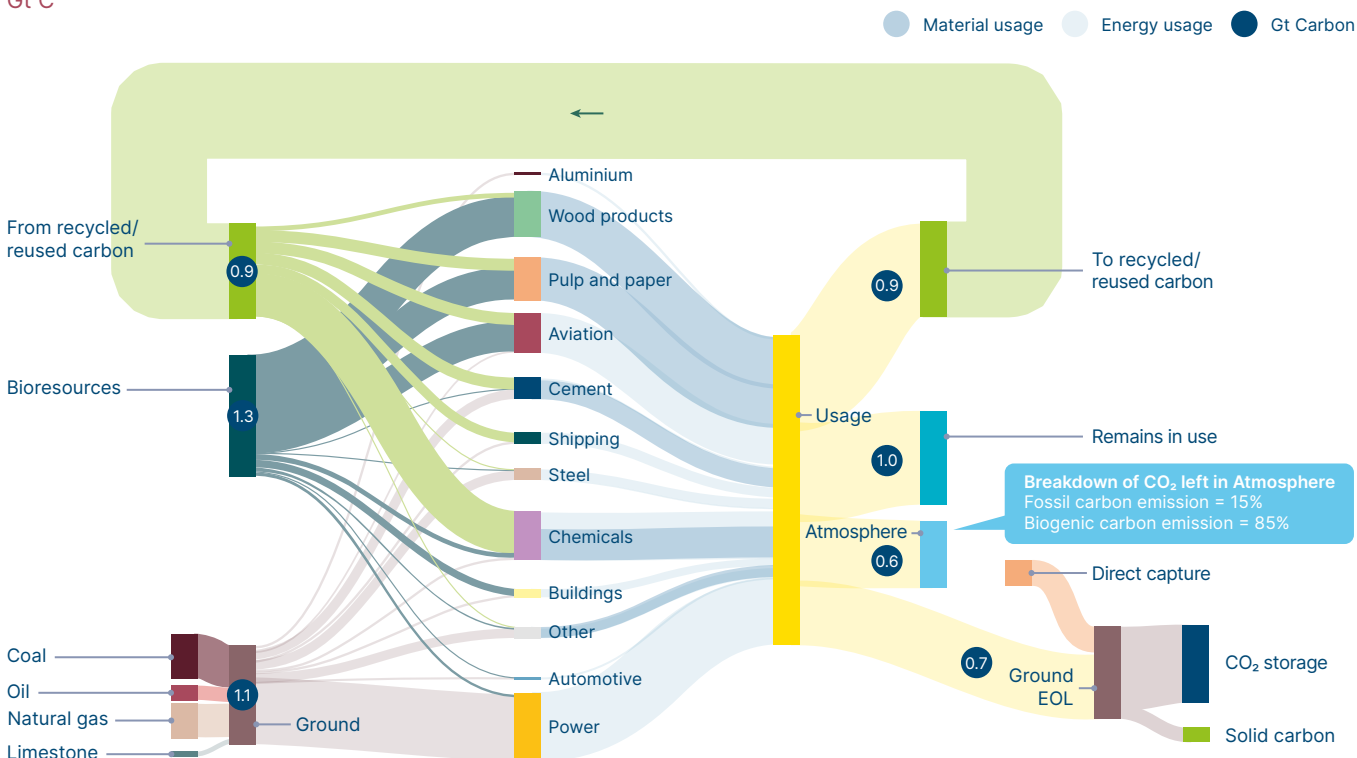 Gt C
Material usage
Energy usage
Gt Carbon
From recycled/
reused carbon
0.9
Bioresources
1.3
Coal
Oil
Natural gas
Limestone
1.1
Ground
Aluminium
Wood products
Pulp and paper
Aviation
Cement
Shipping
Steel
Chemicals
Buildings
Other
Automotive
Power
Usage
0.9
To recycled/
reused carbon
1.0
Remains in use
Atmosphere
0.6
Breakdown of CO₂ left in Atmosphere
Fossil carbon emission = 15%
Biogenic carbon emission = 85%
Direct capture
0.7
Ground
EOL
CO₂ storage
Solid carbon